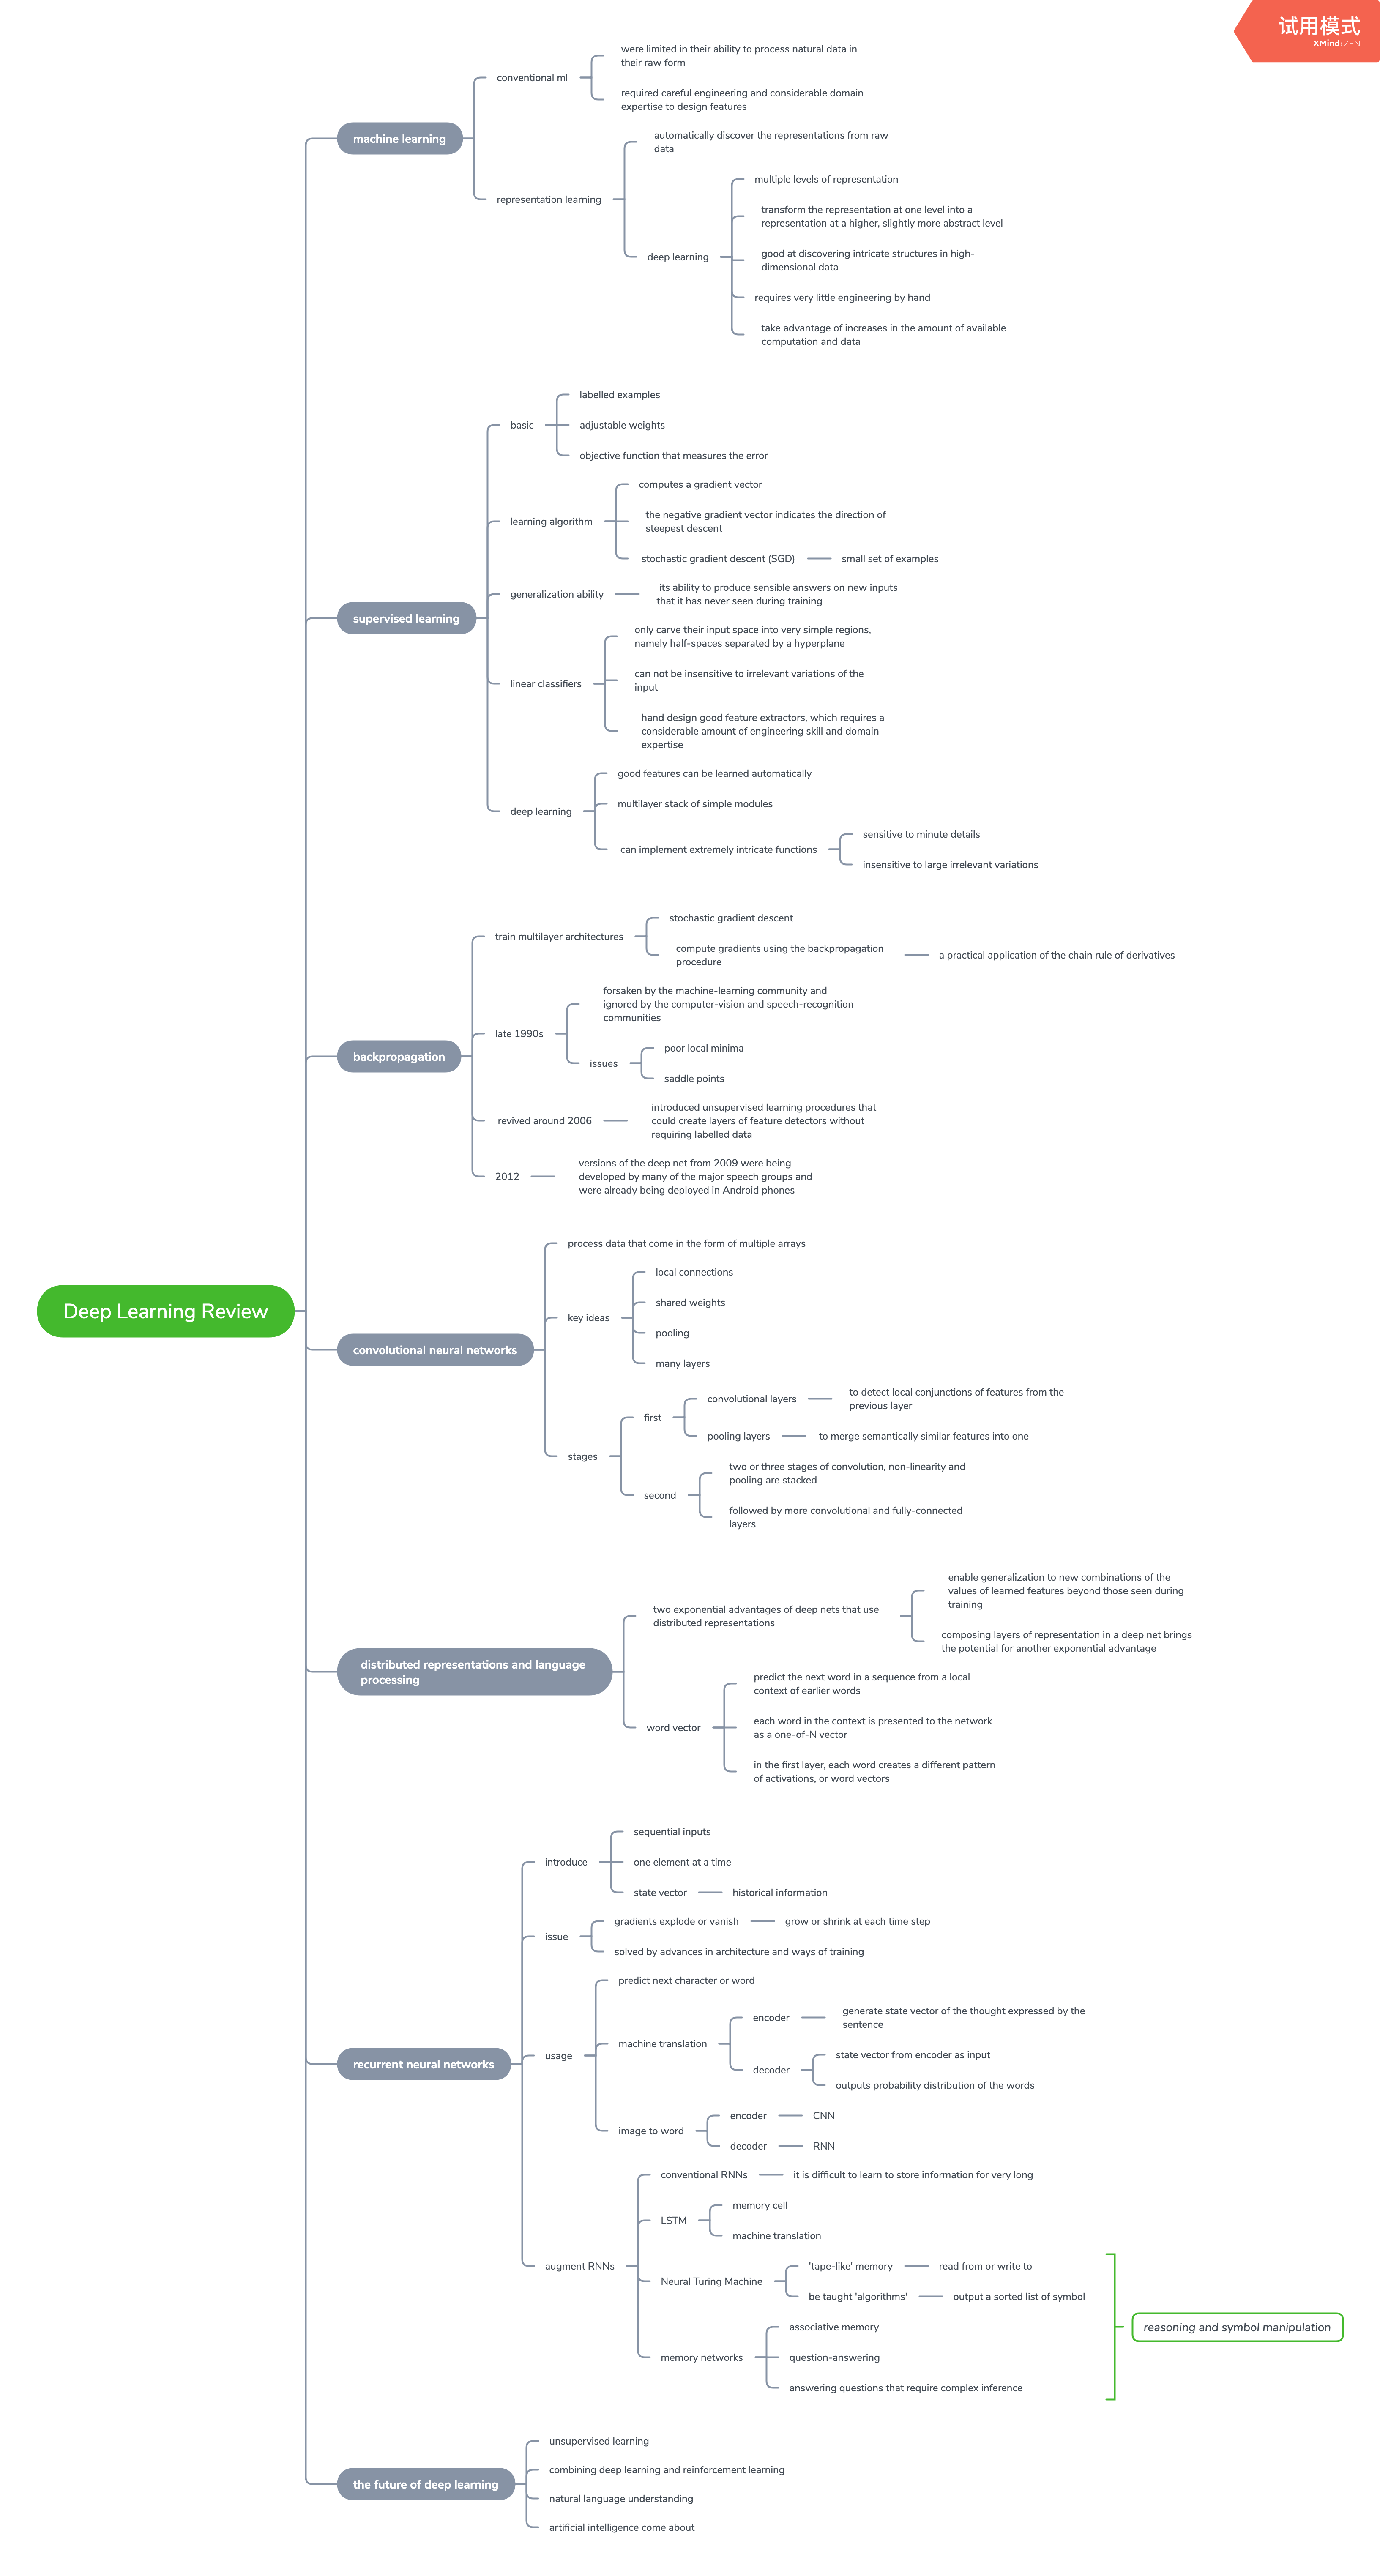 试用模式
XMind:ZEN
Deep Learning Review
machine learning
conventional ml
were limited in their ability to process natural data in
their raw form
required careful engineering and considerable domain
expertise to design features
representation learning
automatically discover the representations from raw
data
deep learning
multiple levels of representation
transform the representation at one level into a
representation at a higher, slightly more abstract level
good at discovering intricate structures in high-
dimensional data
requires very little engineering by hand
take advantage of increases in the amount of available
computation and data
supervised learning
basic
labelled examples
adjustable weights
objective function that measures the error
learning algorithm
computes a gradient vector
the negative gradient vector indicates the direction of
steepest descent
stochastic gradient descent (SGD)
small set of examples
generalization ability
its ability to produce sensible answers on new inputs
that it has never seen during training
linear classifiers
only carve their input space into very simple regions,
namely half-spaces separated by a hyperplane
can not be insensitive to irrelevant variations of the
input
hand design good feature extractors, which requires a
considerable amount of engineering skill and domain
expertise
deep learning
good features can be learned automatically
multilayer stack of simple modules
can implement extremely intricate functions
sensitive to minute details
insensitive to large irrelevant variations
backpropagation
train multilayer architectures
stochastic gradient descent
compute gradients using the backpropagation
procedure
a practical application of the chain rule of derivatives
late 1990s
forsaken by the machine-learning community and
ignored by the computer-vision and speech-recognition
communities
issues
poor local minima
saddle points
revived around 2006
introduced unsupervised learning procedures that
could create layers of feature detectors without
requiring labelled data
2012
versions of the deep net from 2009 were being
developed by many of the major speech groups and
were already being deployed in Android phones
convolutional neural networks
process data that come in the form of multiple arrays
key ideas
local connections
shared weights
pooling
many layers
stages
first
convolutional layers
to detect local conjunctions of features from the
previous layer
pooling layers
to merge semantically similar features into one
second
two or three stages of convolution, non-linearity and
pooling are stacked
followed by more convolutional and fully-connected
layers
distributed representations and language
processing
two exponential advantages of deep nets that use
distributed representations
enable generalization to new combinations of the
values of learned features beyond those seen during
training
composing layers of representation in a deep net brings
the potential for another exponential advantage
word vector
predict the next word in a sequence from a local
context of earlier words
each word in the context is presented to the network
as a one-of-N vector
in the first layer, each word creates a different pattern
of activations, or word vectors
recurrent neural networks
introduce
sequential inputs
one element at a time
state vector
historical information
issue
gradients explode or vanish
grow or shrink at each time step
solved by advances in architecture and ways of training
usage
predict next character or word
machine translation
encoder
generate state vector of the thought expressed by the
sentence
decoder
state vector from encoder as input
outputs probability distribution of the words
image to word
encoder
CNN
decoder
RNN
augment RNNs
conventional RNNs
it is difficult to learn to store information for very long
LSTM
memory cell
machine translation
Neural Turing Machine
'tape-like' memory
read from or write to
be taught 'algorithms'
output a sorted list of symbol
memory networks
associative memory
question-answering
answering questions that require complex inference
reasoning and symbol manipulation
the future of deep learning
unsupervised learning
combining deep learning and reinforcement learning
natural language understanding
artificial intelligence come about